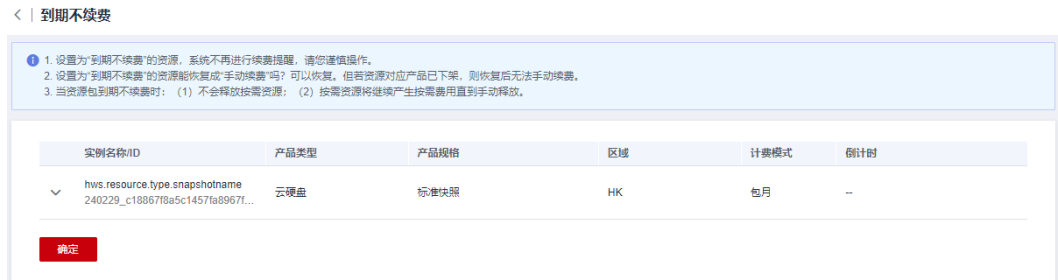 到期不续费
1. 设置为“到期不续费”的资源，系统不再进行续费提醒，请您谨慎操作。
2. 设置为“到期不续费”的资源能恢复成“手动续费”吗？可以恢复。但若资源对应产品已下架，则恢复后无法手动续费。
3. 当资源包到期不续费时：（1）不会释放按需资源；（2）按需资源将继续产生按需费用直到手动释放。
实例名称/ID 产品类型 产品规格 区域 计费模式 倒计时
hws.resource.type.snapshotname 云硬盘 标准快照 HK 包月 --
240229_c18867f8a5c1457fa8967f...
确定